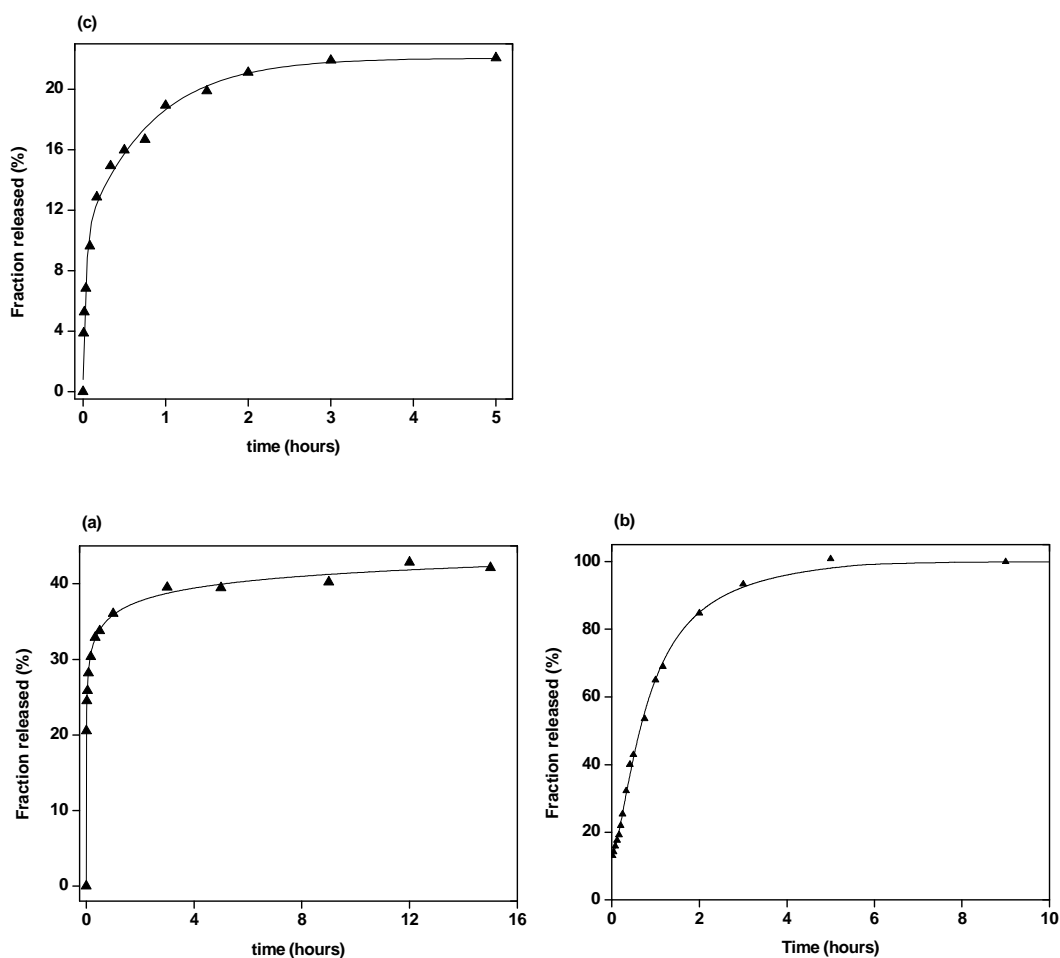 (c)
Fraction released (%)
20
16
12
8
4
0
0 1 2 3 4 5
time (hours)
(a)
Fraction released (%)
40
30
20
10
0
0 4 8 12 16
time (hours)
(b)
Fraction released (%)
100
80
60
40
20
0
0 2 4 6 8 10
Time (hours)